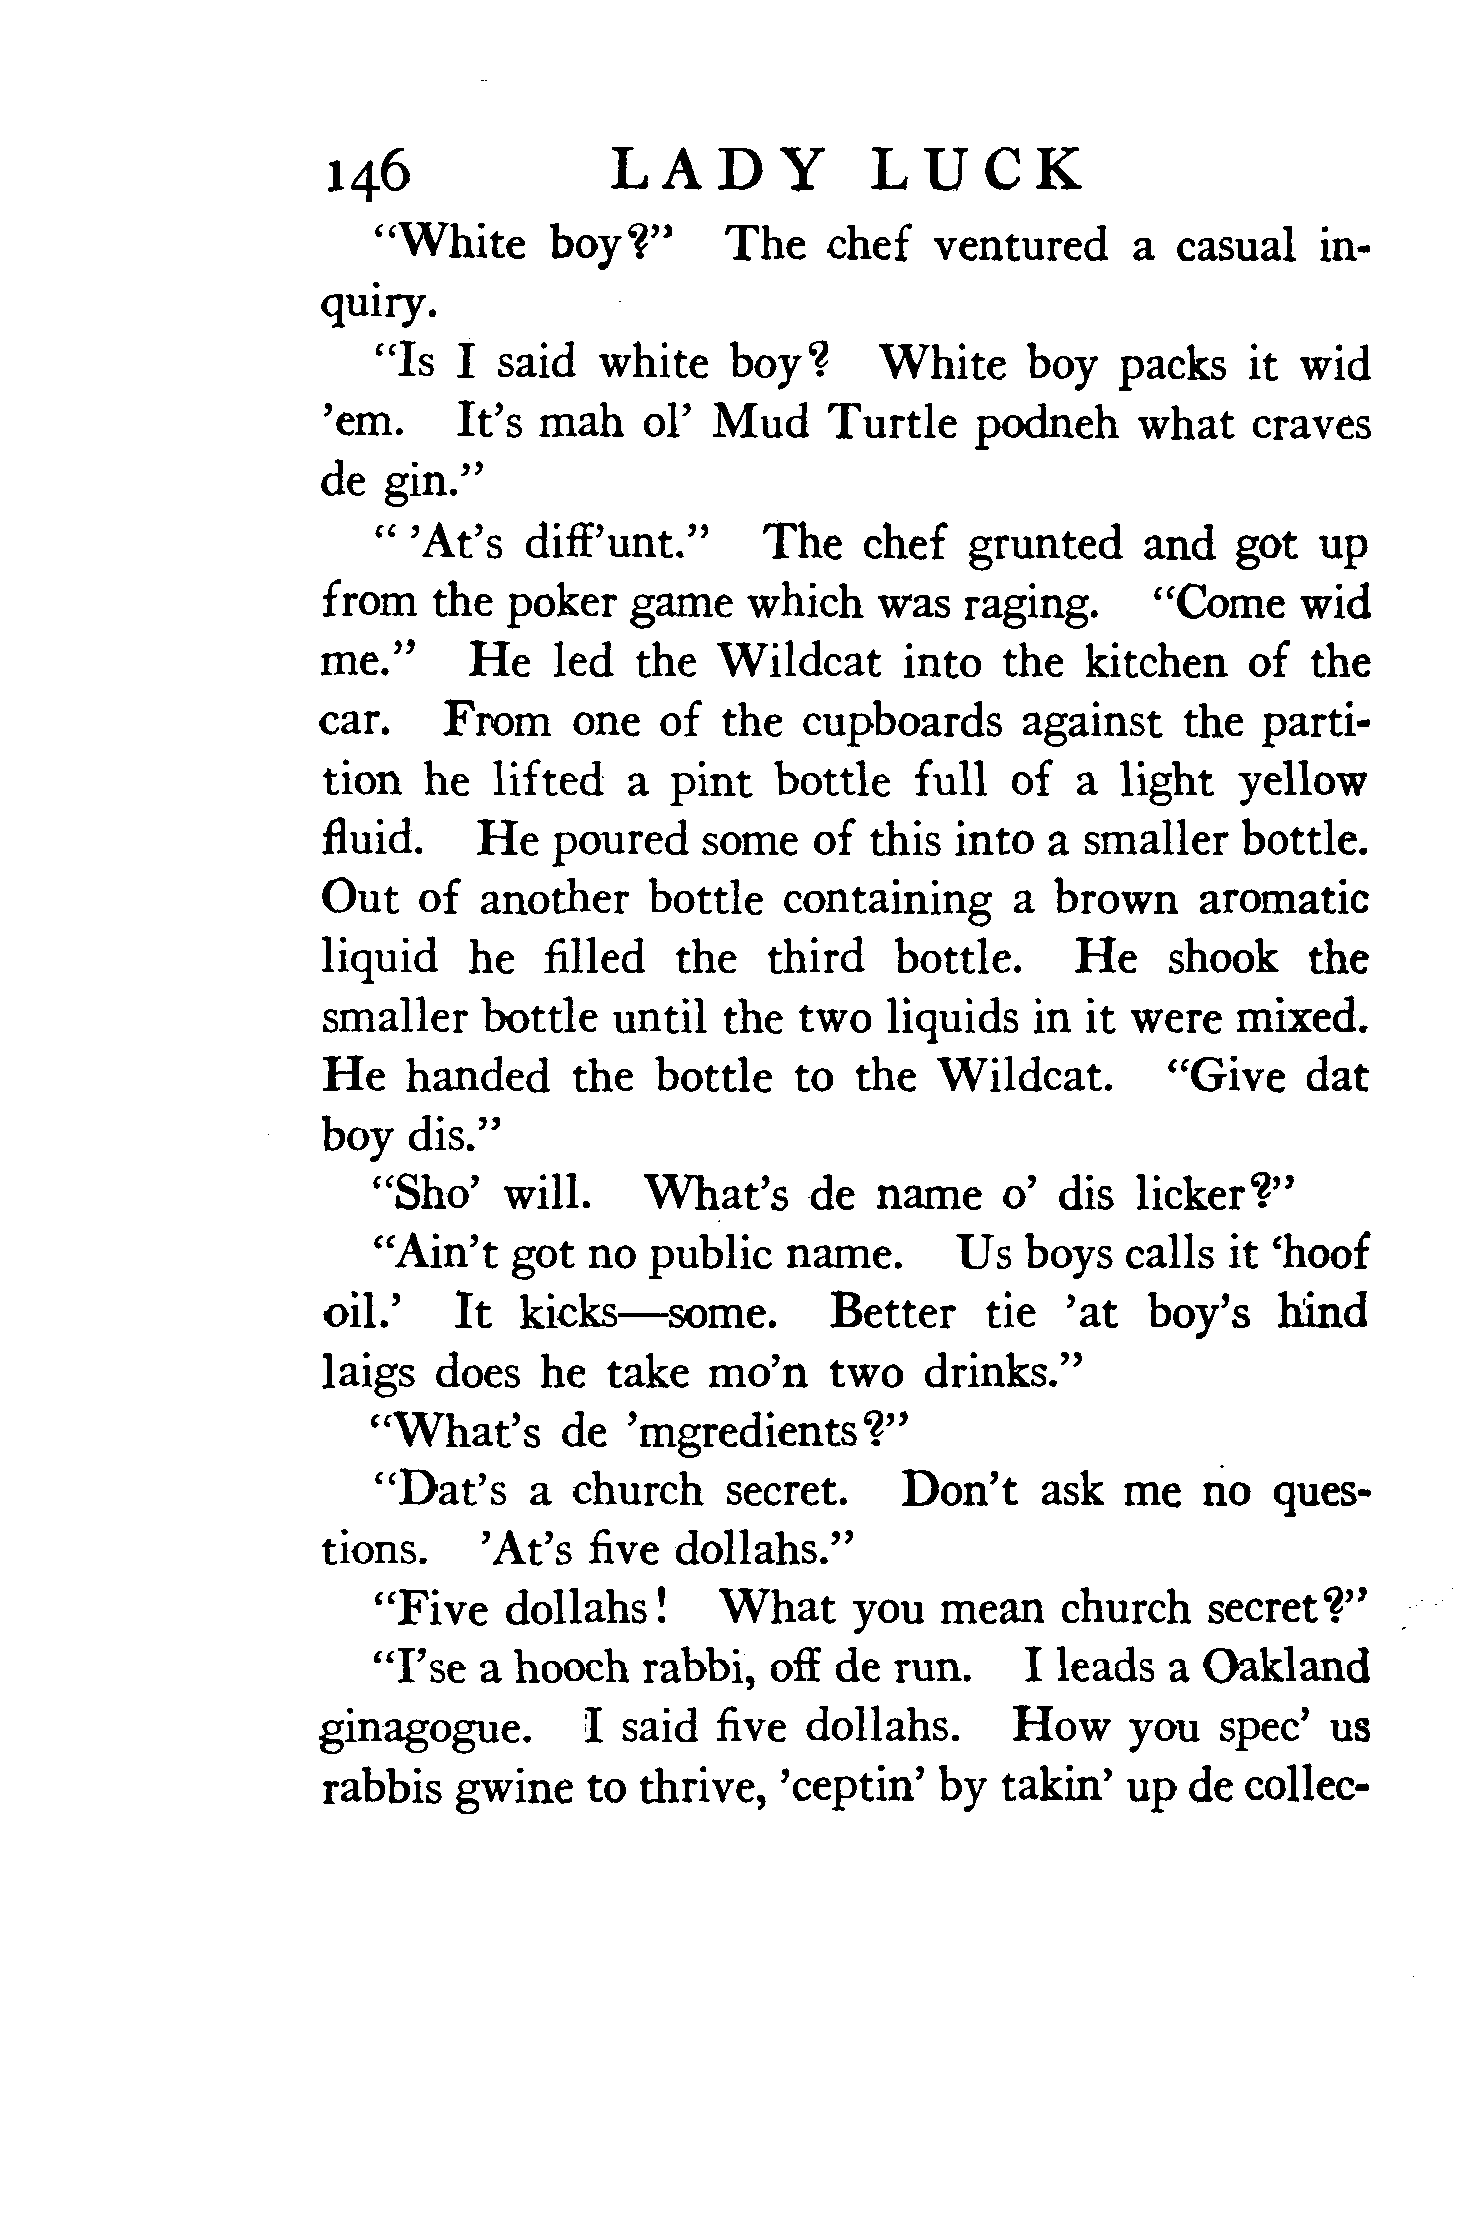 146 LADY LUCK
“White boy?” The chef ventured a casual in-
quiry.
“Is I said white boy? White boy packs it wid
’em. It’s mah ol’ Mud Turtle podneh what craves
de gin.”
“ ’At’s diff’unt.” The chef grunted and got up
from the poker game which was raging. “Come wid
me.” He led the Wildcat into the kitchen of the
car. From one of the cupboards against the parti-
tion he lifted a pint bottle full of a light yellow
fluid. He poured some of this into a smaller bottle.
Out of another bottle containing a brown aromatic
liquid he filled the third bottle. He shook the
smaller bottle until the two liquids in it were mixed.
He handed the bottle to the Wildcat. “Give dat
boy dis.”
“Sho’ will. What’s de name o’ dis licker?”
“Ain’t got no public name. Us boys calls it ‘hoof
oil.’ It kicks—some. Better tie ’at boy’s hind
laigs does he take mo’n two drinks.”
“What’s de ’mgredients?”
“Dat’s a church secret. Don’t ask me no ques-
tions. ’At’s five dollahs.”
“Five dollahs! What you mean church secret?”
“I’se a hooch rabbi, off de run. I leads a Oakland
ginagogue. I said five dollahs. How you spec’ us
rabbis gwine to thrive, ’ceptin’ by takin’ up de collec-